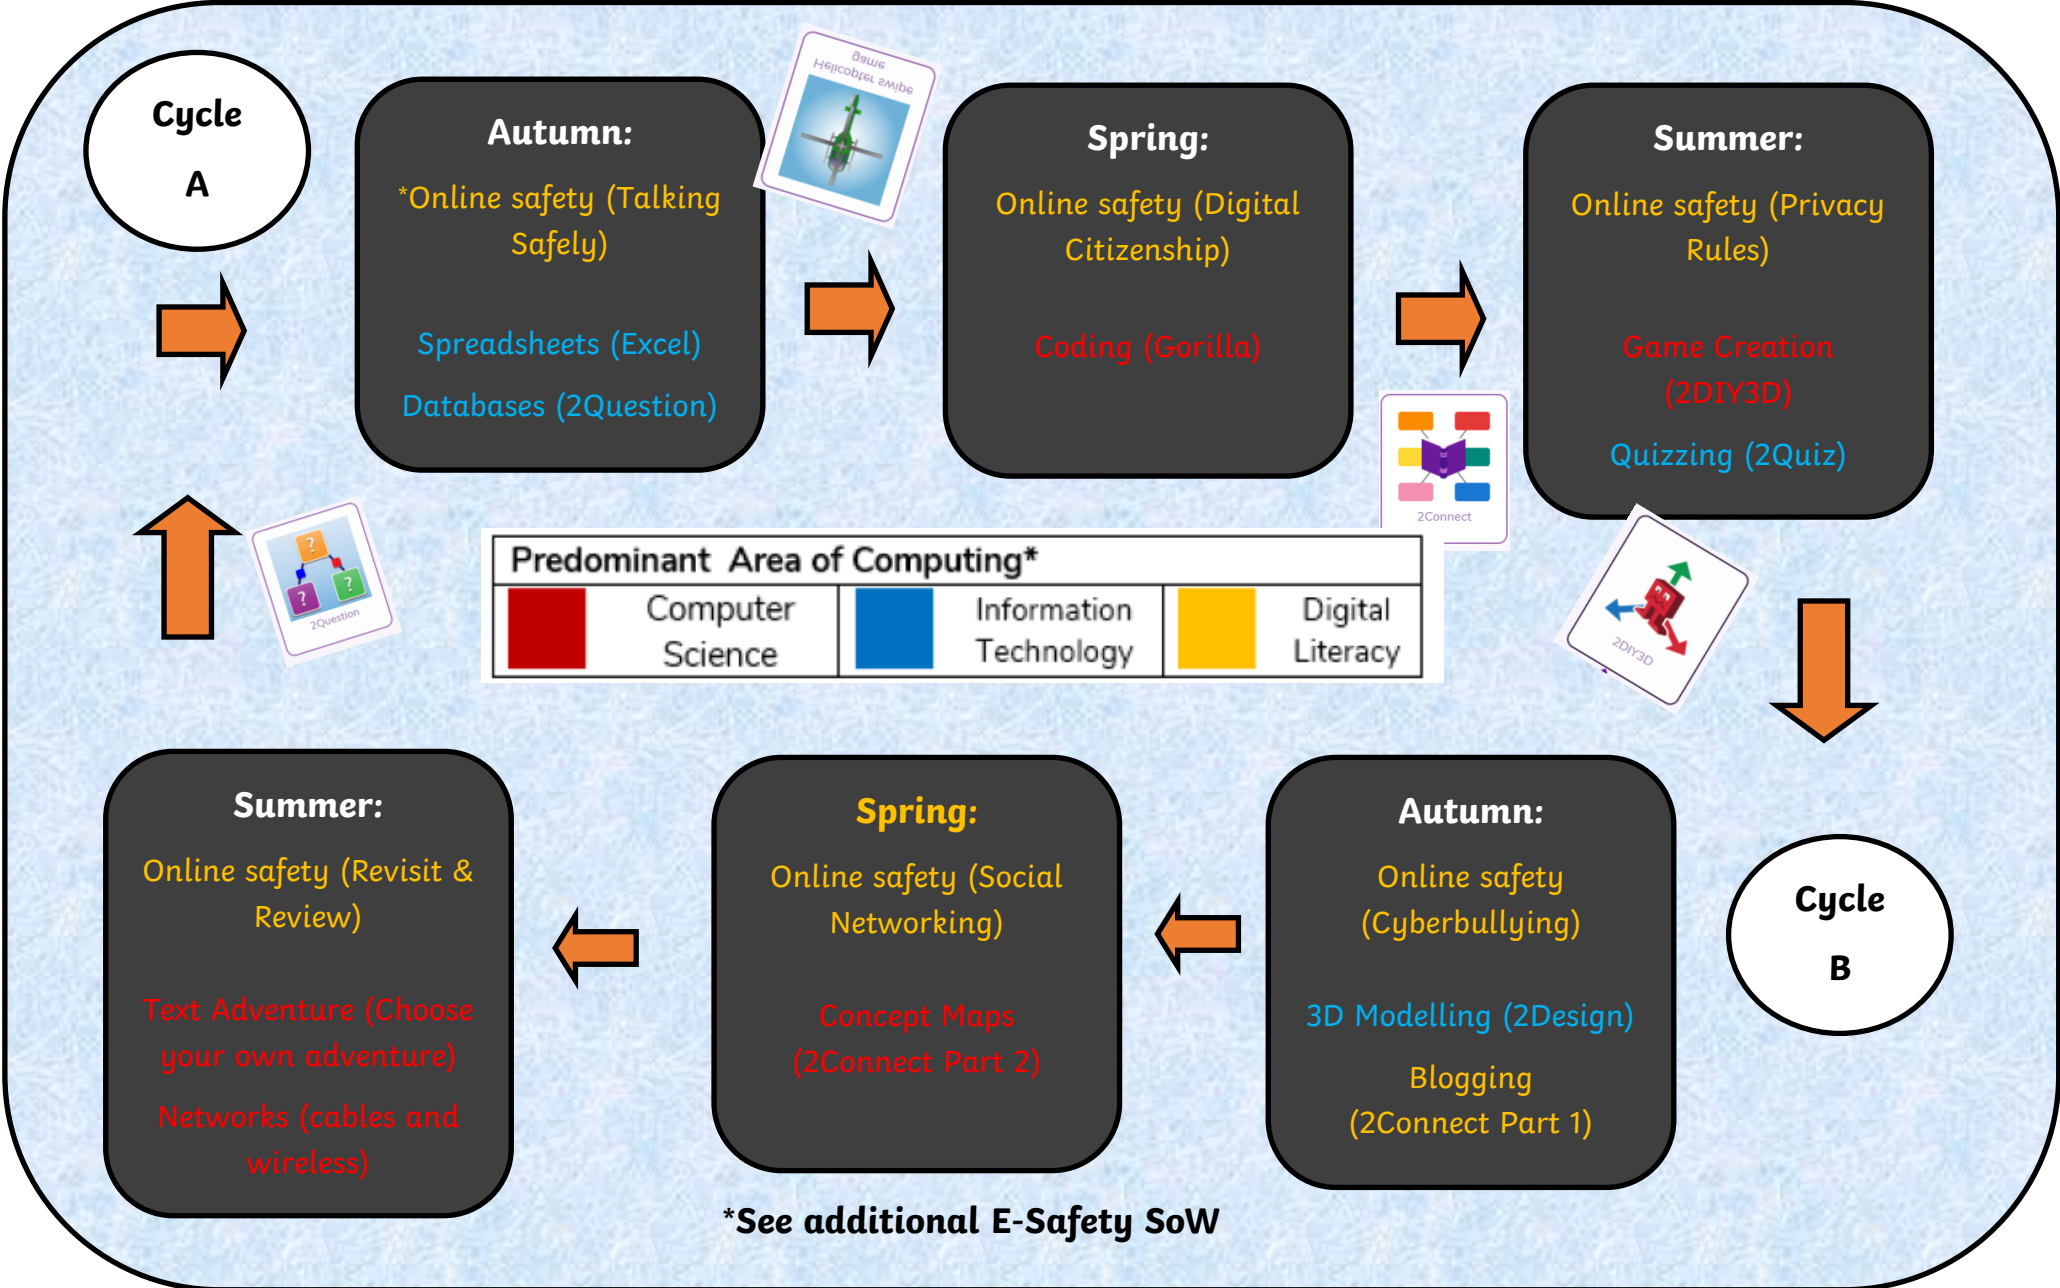 Cycle
A
Autumn:
*Online safety (Talking
Safely)
Spreadsheets (Excel)
Databases (2Question)
Helicopter swipe
game
Spring:
Online safety (Digital
Citizenship)
Coding (Gorilla)
Summer:
Online safety (Privacy
Rules)
Game Creation
(2DIY3D)
Quizzing (2Quiz)
2Connect
? ? ?
2Question
Predominant Area of Computing*
Computer
Science
Information
Technology
Digital
Literacy
2DIY3D
Cycle
B
Autumn:
Online safety
(Cyberbullying)
3D Modelling (2Design)
Blogging
(2Connect Part 1)
Spring:
Online safety (Social
Networking)
Concept Maps
(2Connect Part 2)
Summer:
Online safety (Revisit &
Review)
Text Adventure (Choose
your own adventure)
Networks (cables and
wireless)
*See additional E-Safety SoW